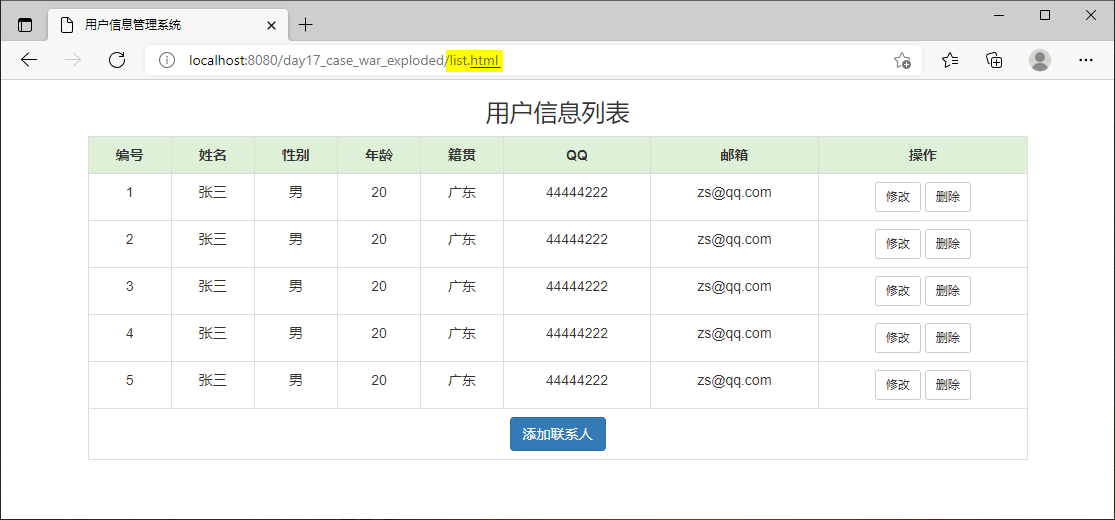 用户信息管理系统
localhost:8080/day17_case_war_exploded/list.html
用户信息列表
编号 姓名 性别 年龄 籍贯 QQ 邮箱 操作
1 张三 男 20 广东 44444222 zs@qq.com 修改 删除
2 张三 男 20 广东 44444222 zs@qq.com 修改 删除
3 张三 男 20 广东 44444222 zs@qq.com 修改 删除
4 张三 男 20 广东 44444222 zs@qq.com 修改 删除
5 张三 男 20 广东 44444222 zs@qq.com 修改 删除
添加联系人